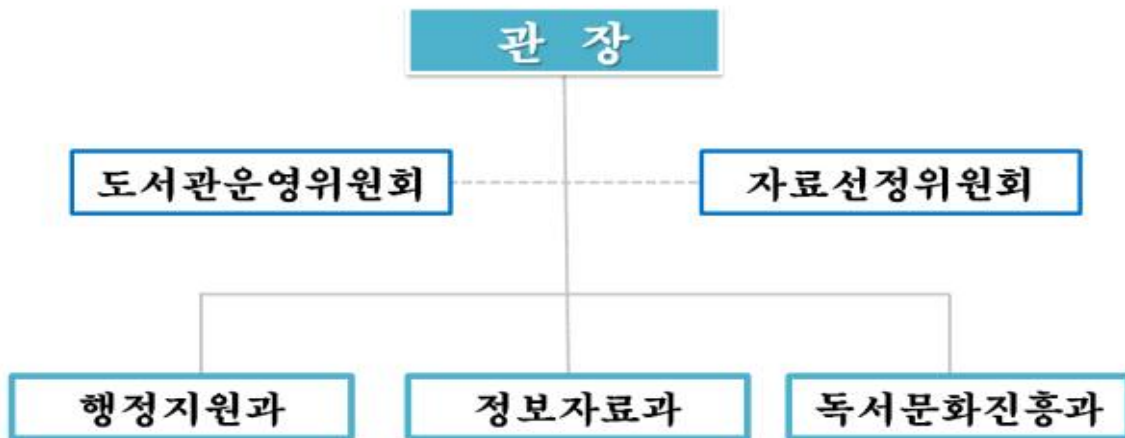 관 장
도서관운영위원회
자료선정위원회
행정지원과
정보자료과
독서문화진흥과